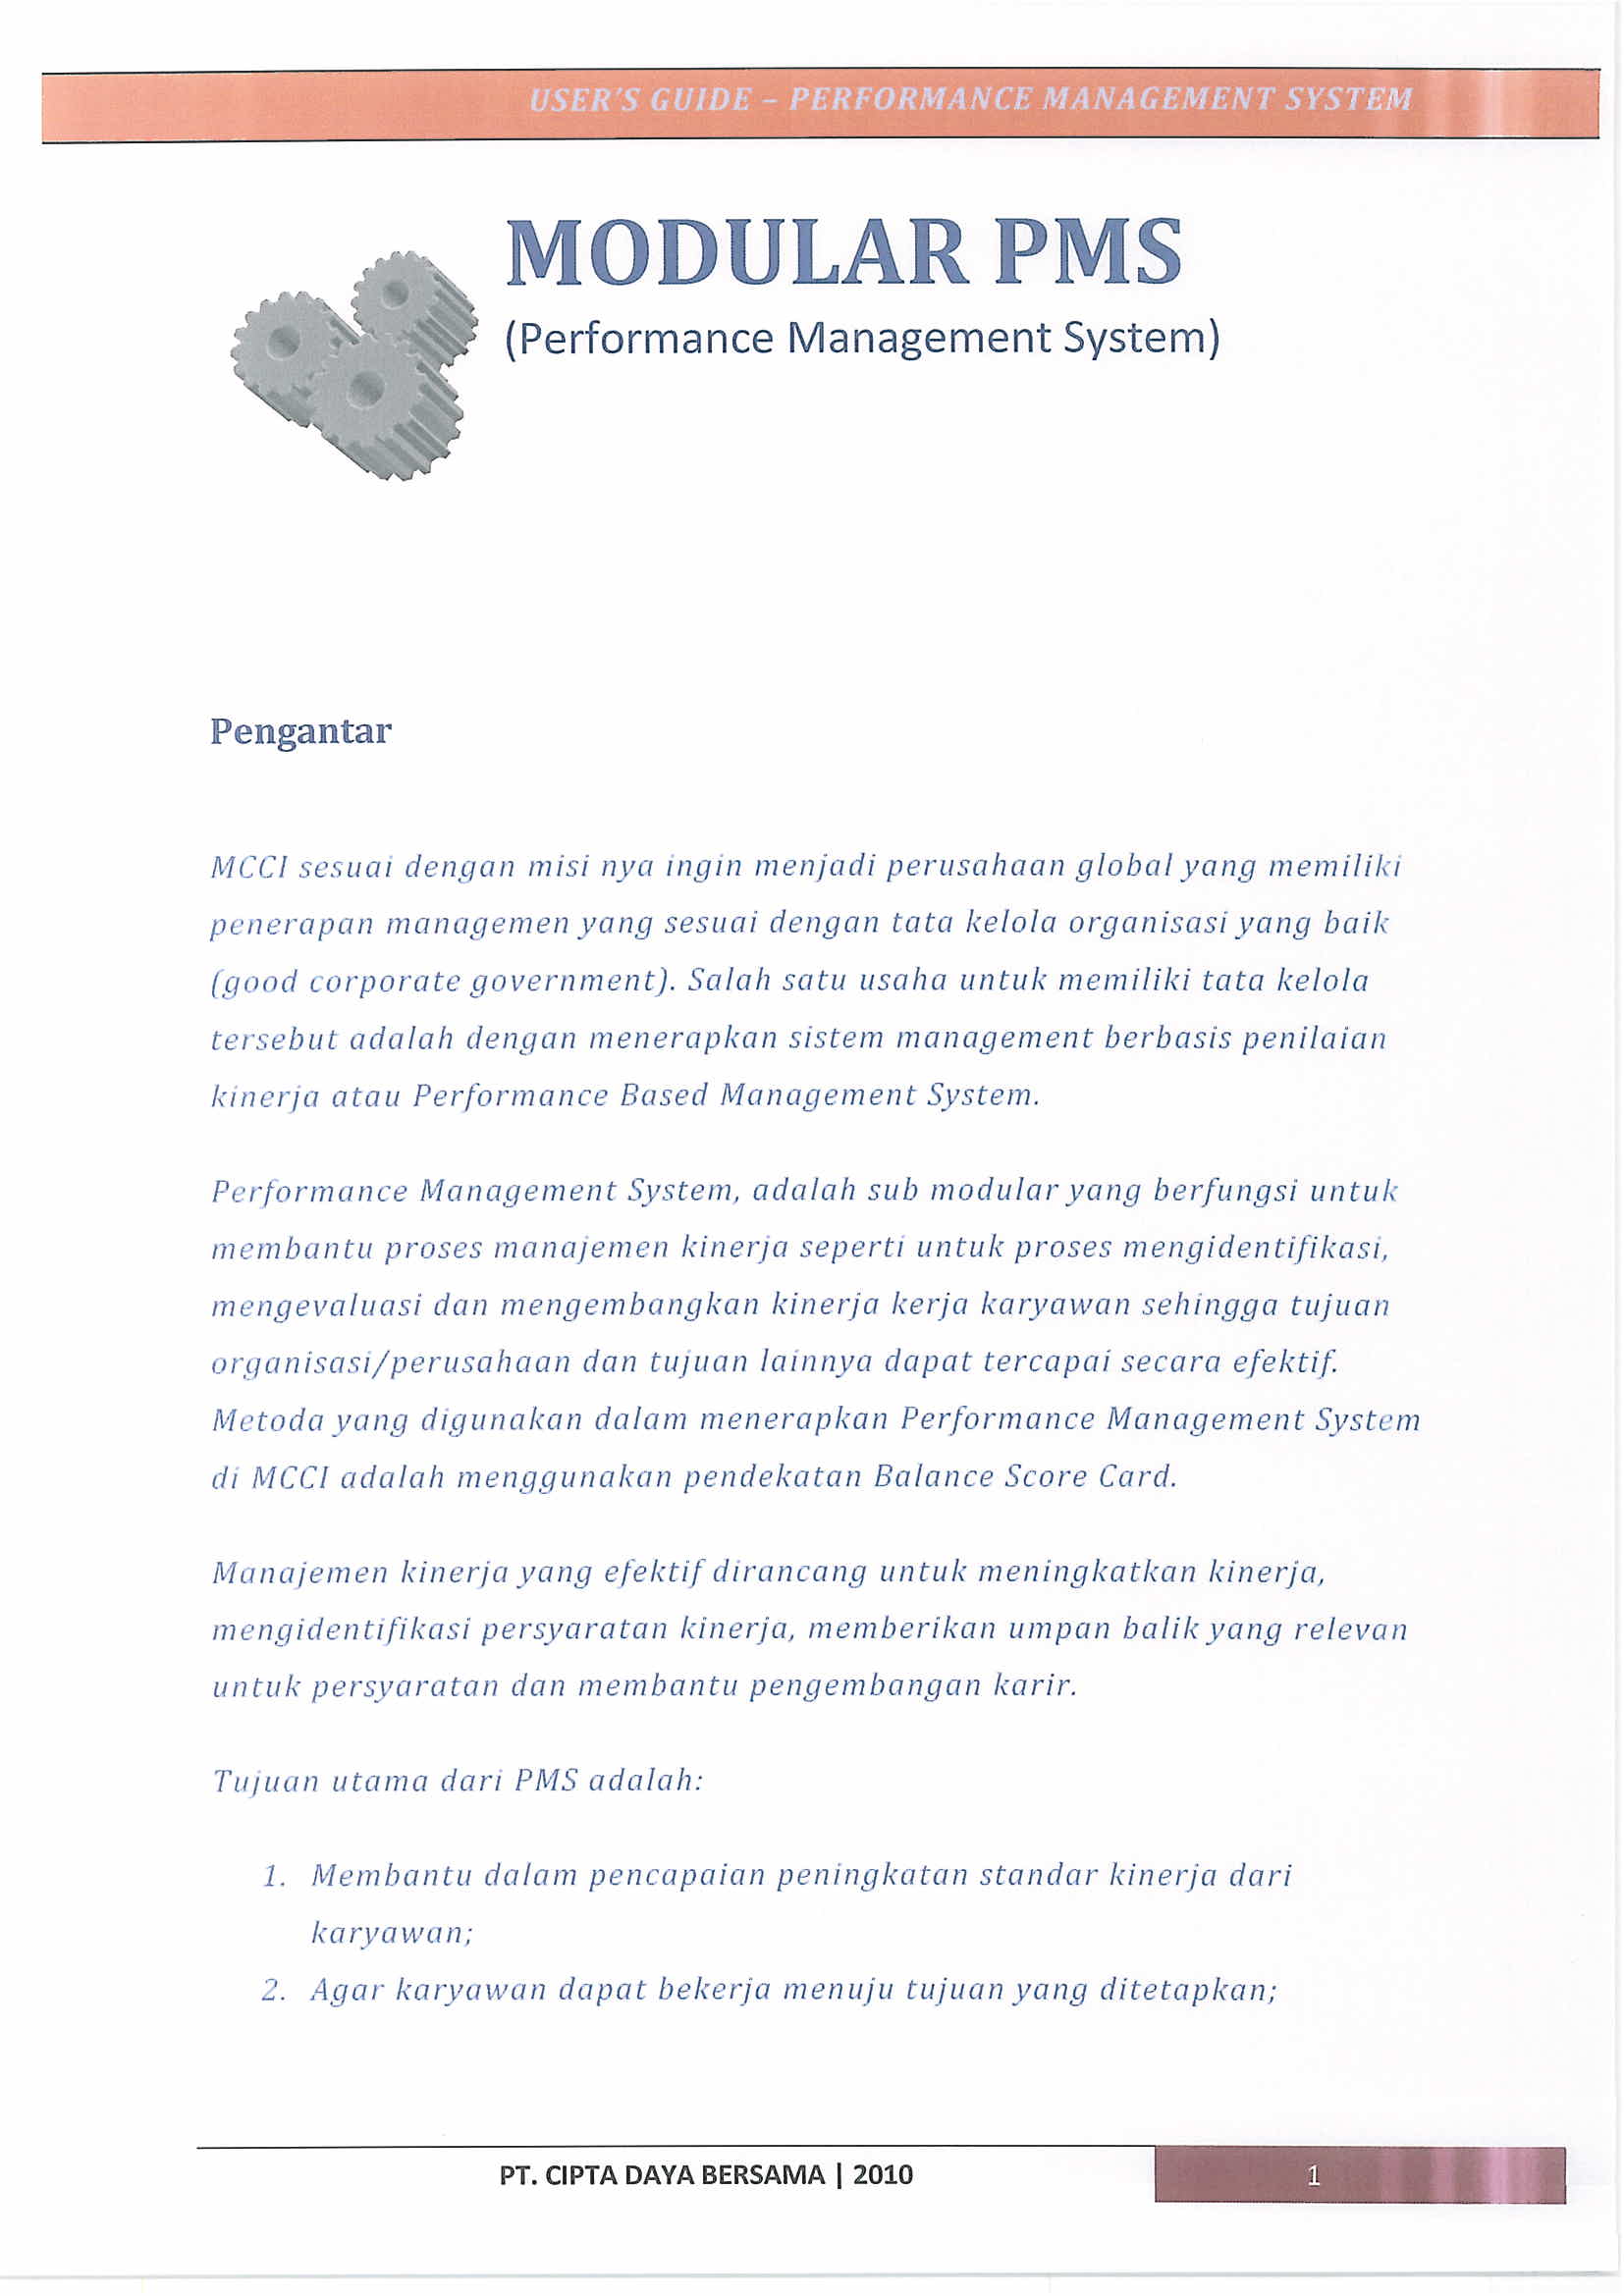 USER'S GUIDE – PERFORMANCE MANAGEMENT SYSTEM
MODULAR PMS
(Performance Management System)
Pengantar
MCCI sesuai dengan misi nya ingin menjadi perusahaan global yang memiliki
penerapan managemen yang sesuai dengan tata kelola organisasi yang baik
(good corporate government). Salah satu usaha untuk memiliki tata kelola
tersebut adalah dengan menerapkan sistem management berbasis penilaian
kinerja atau Performance Based Management System.
Performance Management System, adalah sub modular yang berfungsi untuk
membantu proses manajemen kinerja seperti untuk proses mengidentifikasi,
mengevaluasi dan mengembangkan kinerja kerja karyawan sehingga tujuan
organisasi/perusahaan dan tujuan lainnya dapat tercapai secara efektif.
Metoda yang digunakan dalam menerapkan Performance Management System
di MCCI adalah menggunakan pendekatan Balance Score Card.
Manajemen kinerja yang efektif dirancang untuk meningkatkan kinerja,
mengidentifikasi persyaratan kinerja, memberikan umpan balik yang relevan
untuk persyaratan dan membantu pengembangan karir.
Tujuan utama dari PMS adalah:
1. Membantu dalam pencapaian peningkatan standar kinerja dari
karyawan;
2. Agar karyawan dapat bekerja menuju tujuan yang ditetapkan;
PT. CIPTA DAYA BERSAMA | 2010
1